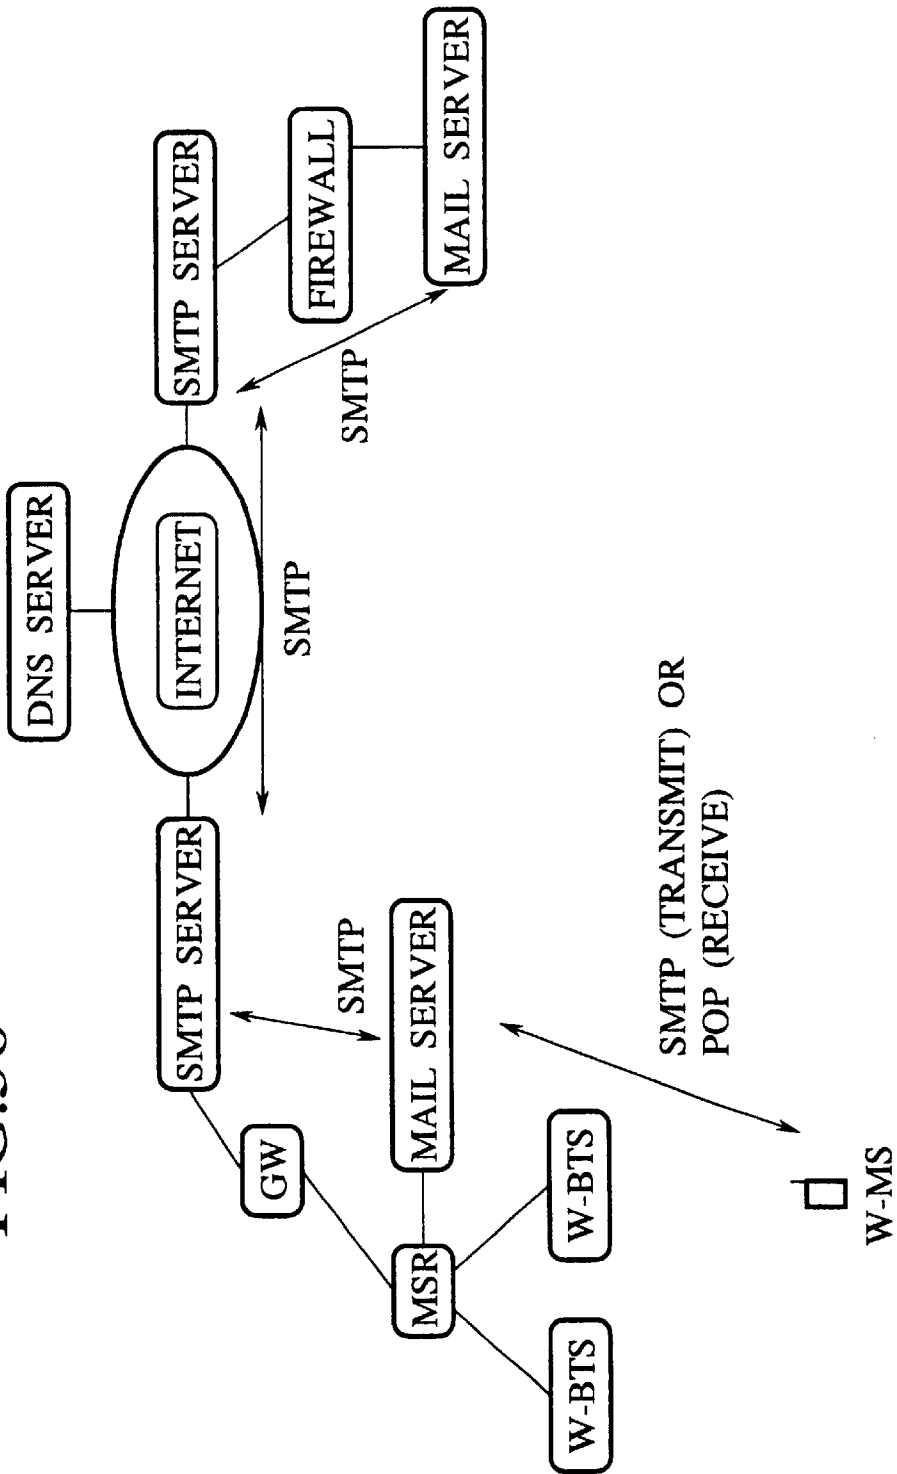 DNS SERVER
SMTP SERVER
INTERNET
SMTP SERVER
GW
SMTP
FIREWALL
SMTP
SMTP
MSR
MAIL SERVER
MAIL SERVER
W-BTS
W-BTS
SMTP (TRANSMIT) OR
POP (RECEIVE)
W-MS